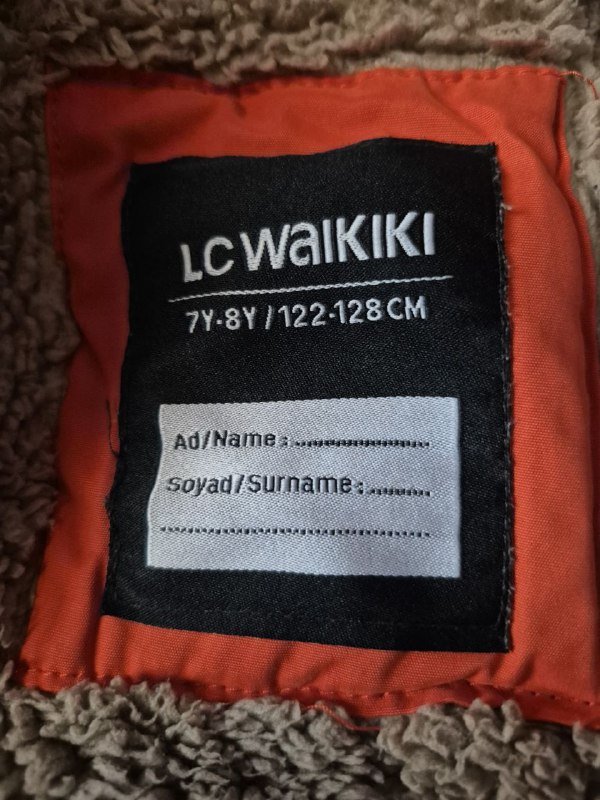 LC WAIKIKI
7Y-8Y / 122-128 CM
Ad/Name : ....................
Soyad/Surname : ..........
..............................